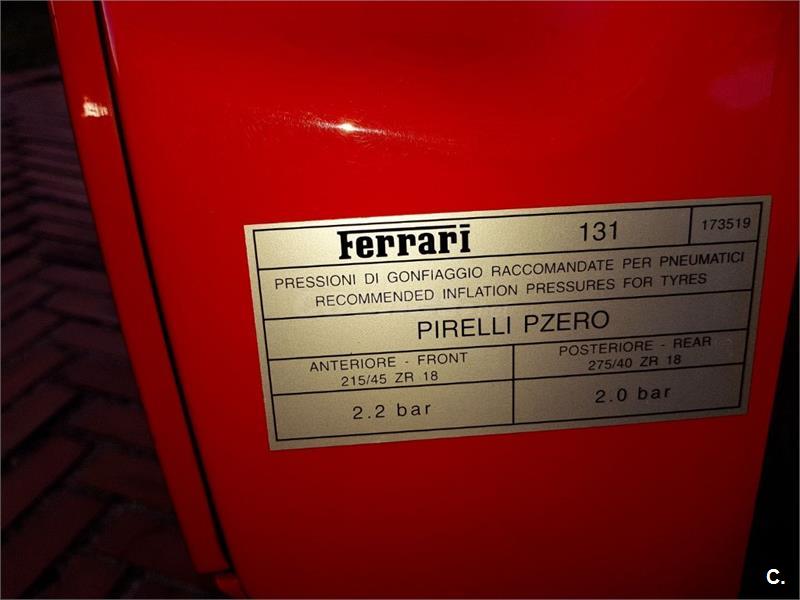 Ferrari 131 173519
PRESSIONI DI GONFIAGGIO RACCOMANDATE PER PNEUMATICI
RECOMMENDED INFLATION PRESSURES FOR TYRES
PIRELLI PZERO
ANTERIORE - FRONT
215/45 ZR 18
POSTERIORE - REAR
275/40 ZR 18
2.2 bar
2.0 bar
C.